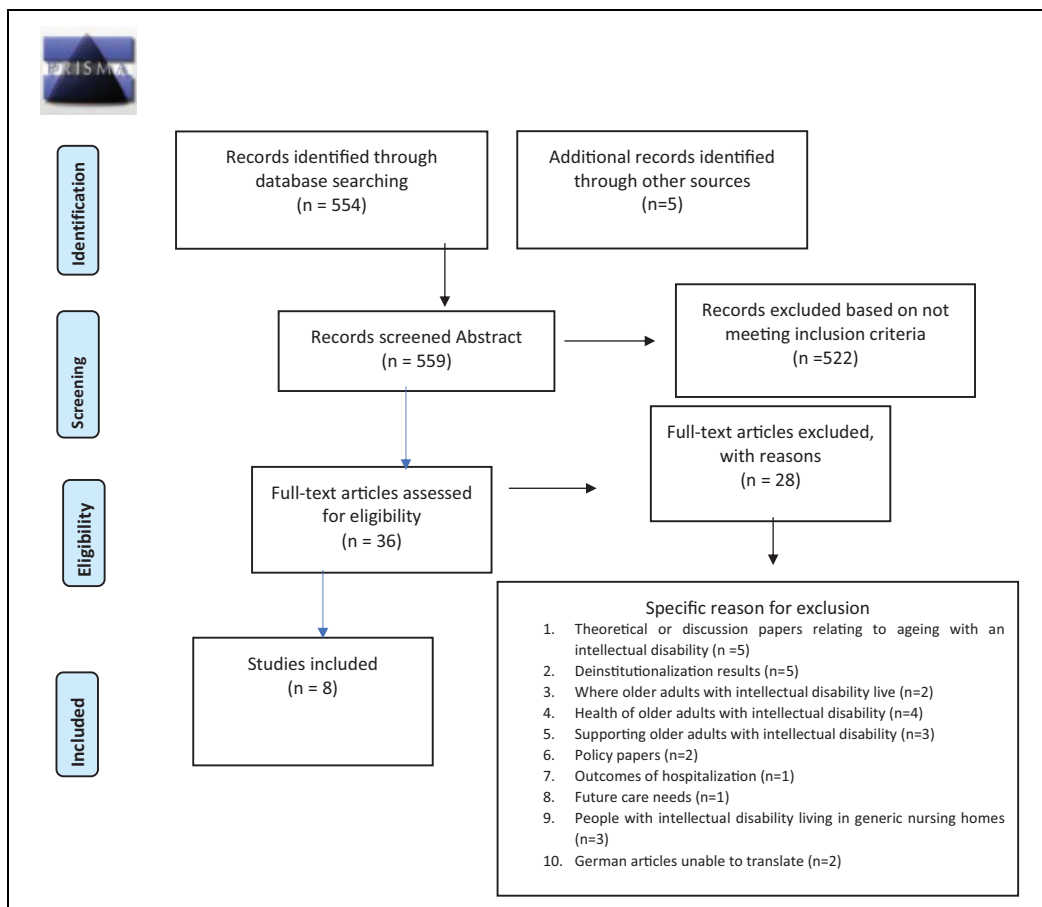 PRISMA
Identification
Records identified through
database searching
(n = 554)
Additional records identified
through other sources
(n=5)
Screening
Records screened Abstract
(n = 559)
Records excluded based on not
meeting inclusion criteria
(n =522)
Eligibility
Full-text articles assessed
for eligibility
(n = 36)
Full-text articles excluded,
with reasons
(n = 28)
Included
Studies included
(n = 8)
Specific reason for exclusion
1. Theoretical or discussion papers relating to ageing with an
intellectual disability (n =5)
2. Deinstitutionalization results (n=5)
3. Where older adults with intellectual disability live (n=2)
4. Health of older adults with intellectual disability (n=4)
5. Supporting older adults with intellectual disability (n=3)
6. Policy papers (n=2)
7. Outcomes of hospitalization (n=1)
8. Future care needs (n=1)
9. People with intellectual disability living in generic nursing homes
(n=3)
10. German articles unable to translate (n=2)